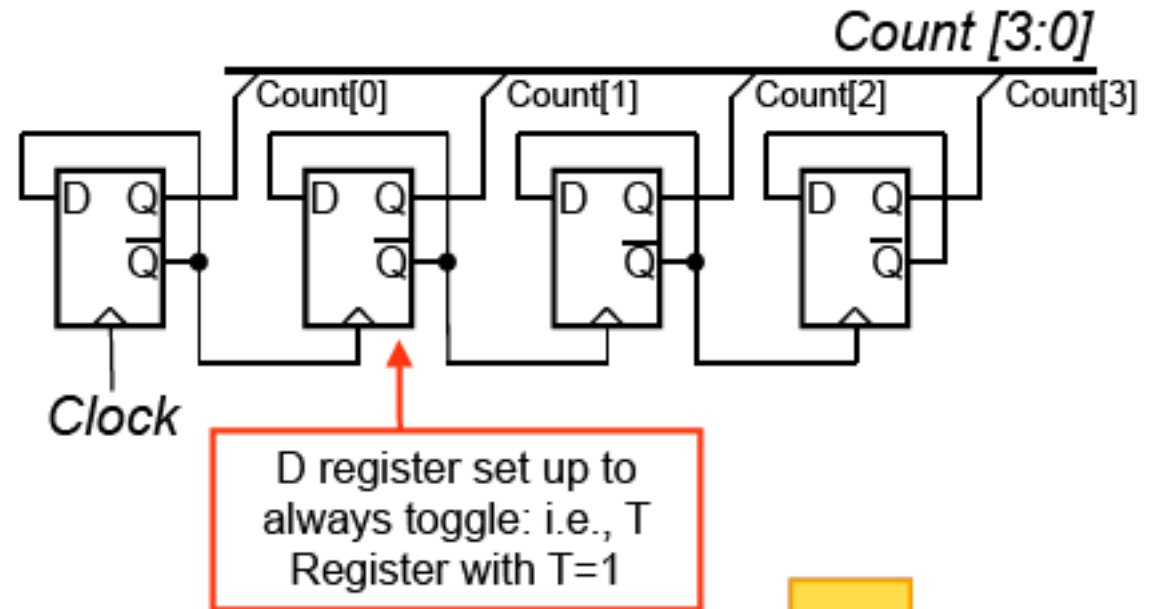 Count [3:0]
Count[0] Count[1] Count[2] Count[3]
D Q D Q D Q D Q
Q̅ Q̅ Q̅ Q̅
Clock
D register set up to
always toggle: i.e., T
Register with T=1